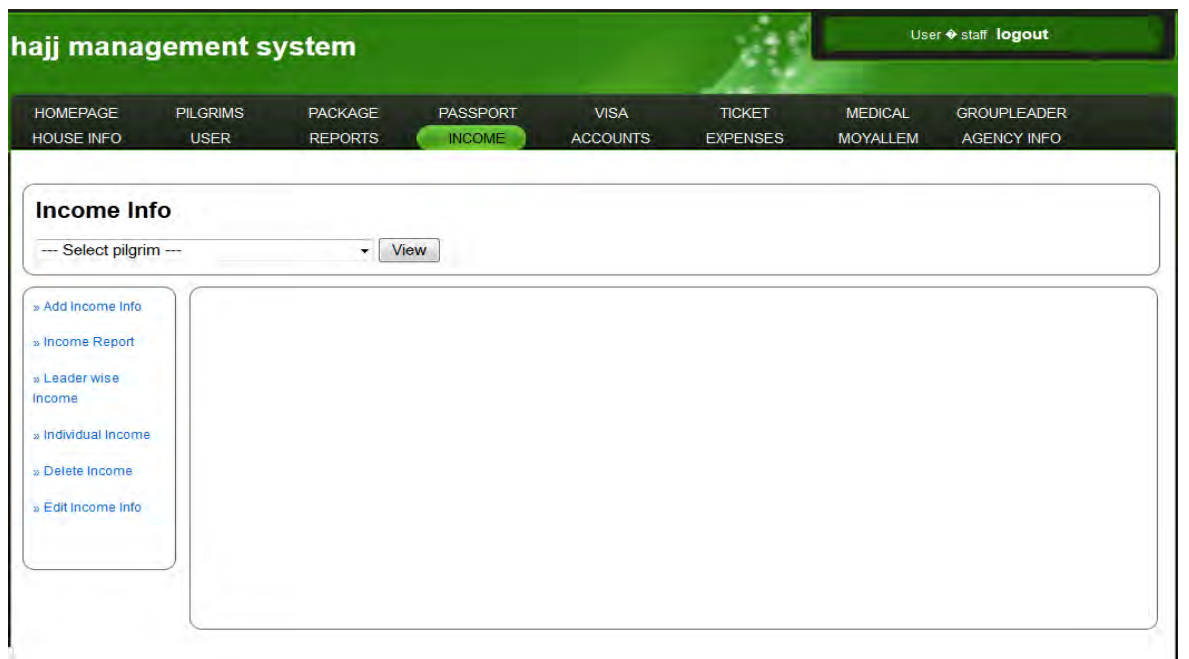 hajj management system
User � staff logout
HOMEPAGE PILGRIMS PACKAGE PASSPORT VISA TICKET MEDICAL GROUPLEADER
HOUSE INFO USER REPORTS INCOME ACCOUNTS EXPENSES MOYALLEM AGENCY INFO
Income Info
--- Select pilgrim --- View
» Add Income Info
» Income Report
» Leader wise
Income
» Individual Income
» Delete Income
» Edit Income Info